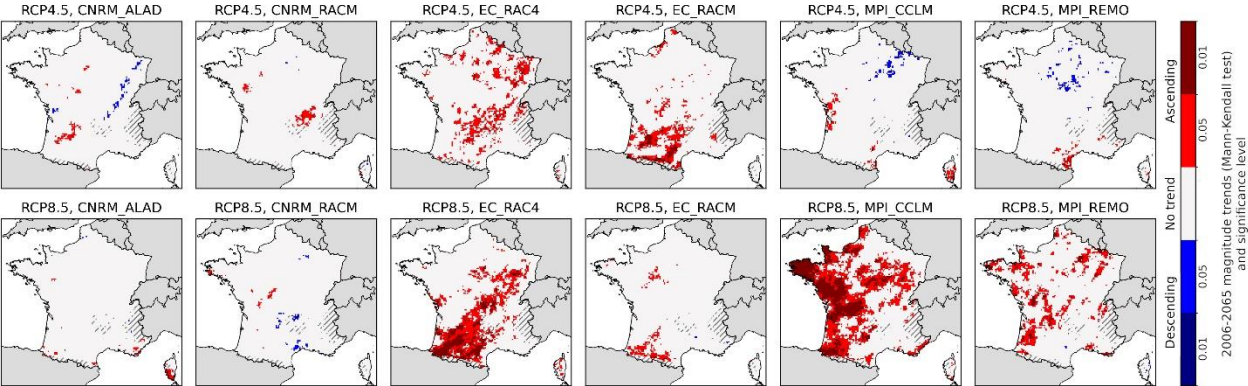 RCP4.5, CNRM_ALAD
RCP4.5, CNRM_RACM
RCP4.5, EC_RAC4
RCP4.5, EC_RACM
RCP4.5, MPI_CCLM
RCP4.5, MPI_REMO
RCP8.5, CNRM_ALAD
RCP8.5, CNRM_RACM
RCP8.5, EC_RAC4
RCP8.5, EC_RACM
RCP8.5, MPI_CCLM
RCP8.5, MPI_REMO
Ascending
No trend
Descending
0.01
0.05
0.05
0.01
2006-2065 magnitude trends (Mann-Kendall test)
and significance level